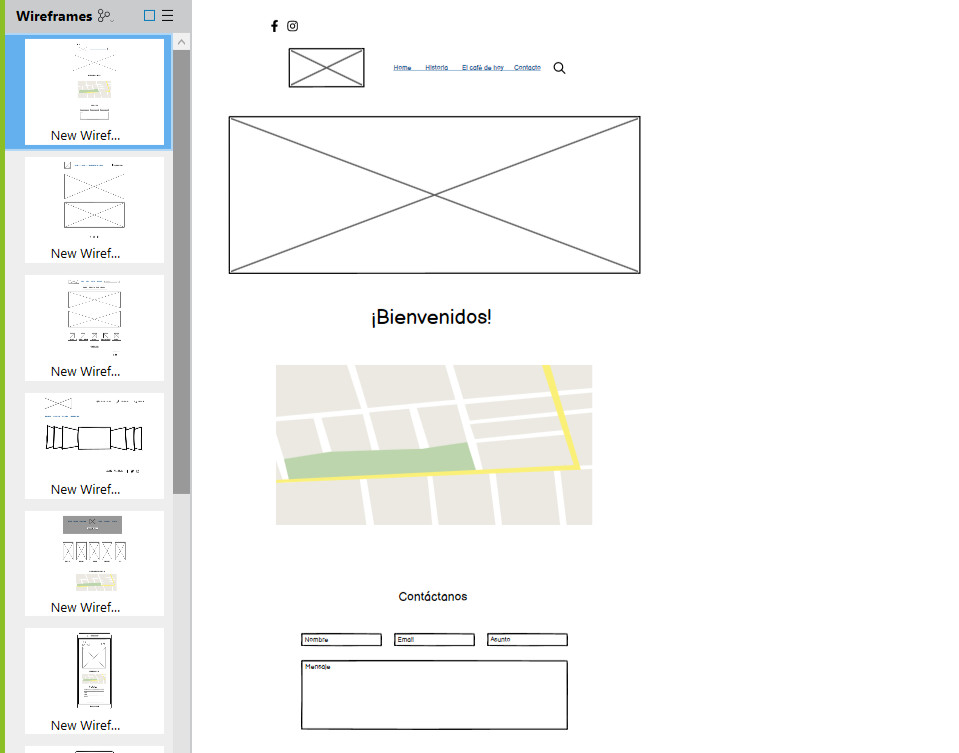 Wireframes
New Wiref...
New Wiref...
New Wiref...
New Wiref...
New Wiref...
New Wiref...
Home Historia El café de hoy Contacto
¡Bienvenidos!
Contáctanos
Nombre Email Asunto
Mensaje